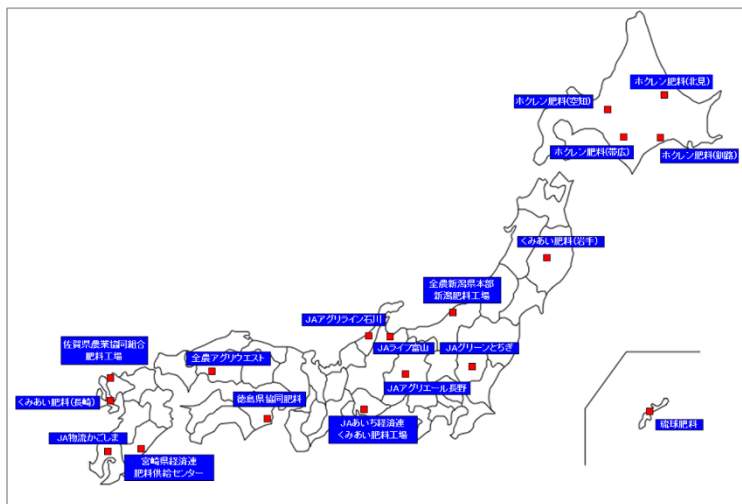 ホクレン肥料(北見)
ホクレン肥料(空知)
ホクレン肥料(帯広)
ホクレン肥料(釧路)
くみあい肥料(岩手)
全農新潟県本部
新潟肥料工場
JAアグリライン石川
JAライフ富山
JAグリーンとちぎ
佐賀県農業協同組合
肥料工場
全農アグリウエスト
JAアグリエール長野
くみあい肥料(長崎)
徳島県協同肥料
JAあいち経済連
くみあい肥料工場
琉球肥料
JA物流かごしま
宮崎県経済連
肥料供給センター